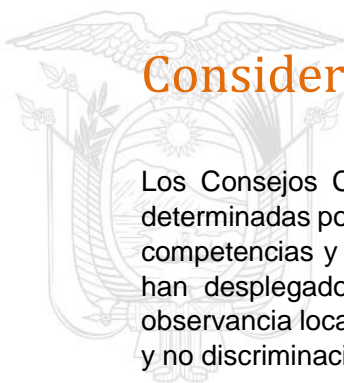 Consider
Los Consejos C
determinadas po
competencias y
han desplegado
observancia loca
y no discriminaci